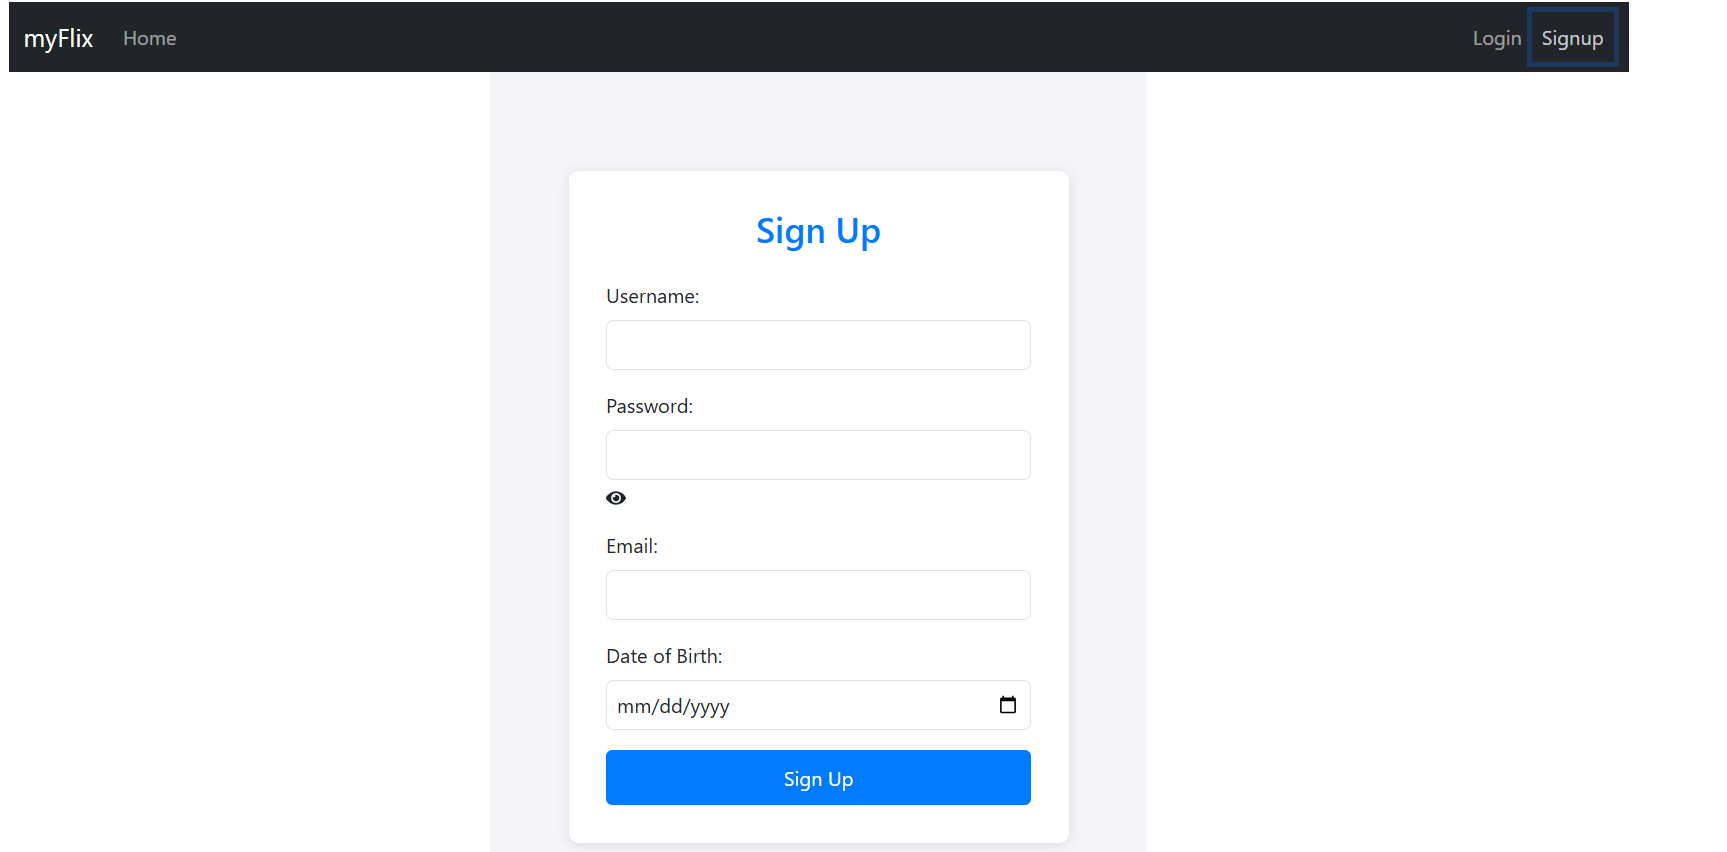 myFlix Home Login Signup
Sign Up
Username:
Password:
Email:
Date of Birth:
mm/dd/yyyy
Sign Up